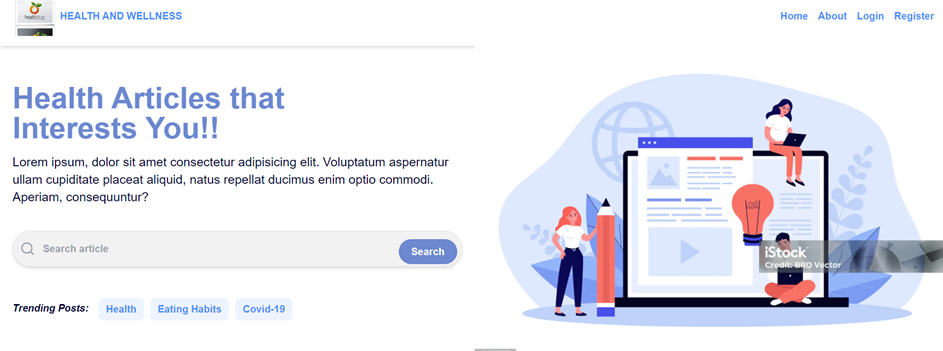 HEALTH AND WELLNESS
Home About Login Register
Health Articles that
Interests You!!
Lorem ipsum, dolor sit amet consectetur adipisicing elit. Voluptatum aspernatur
ullam cupiditate placeat aliquid, natus repellat ducimus enim optio commodi.
Aperiam, consequuntur?
Search article
Search
Trending Posts: Health Eating Habits Covid-19
iStock
Credit: BRO Vector